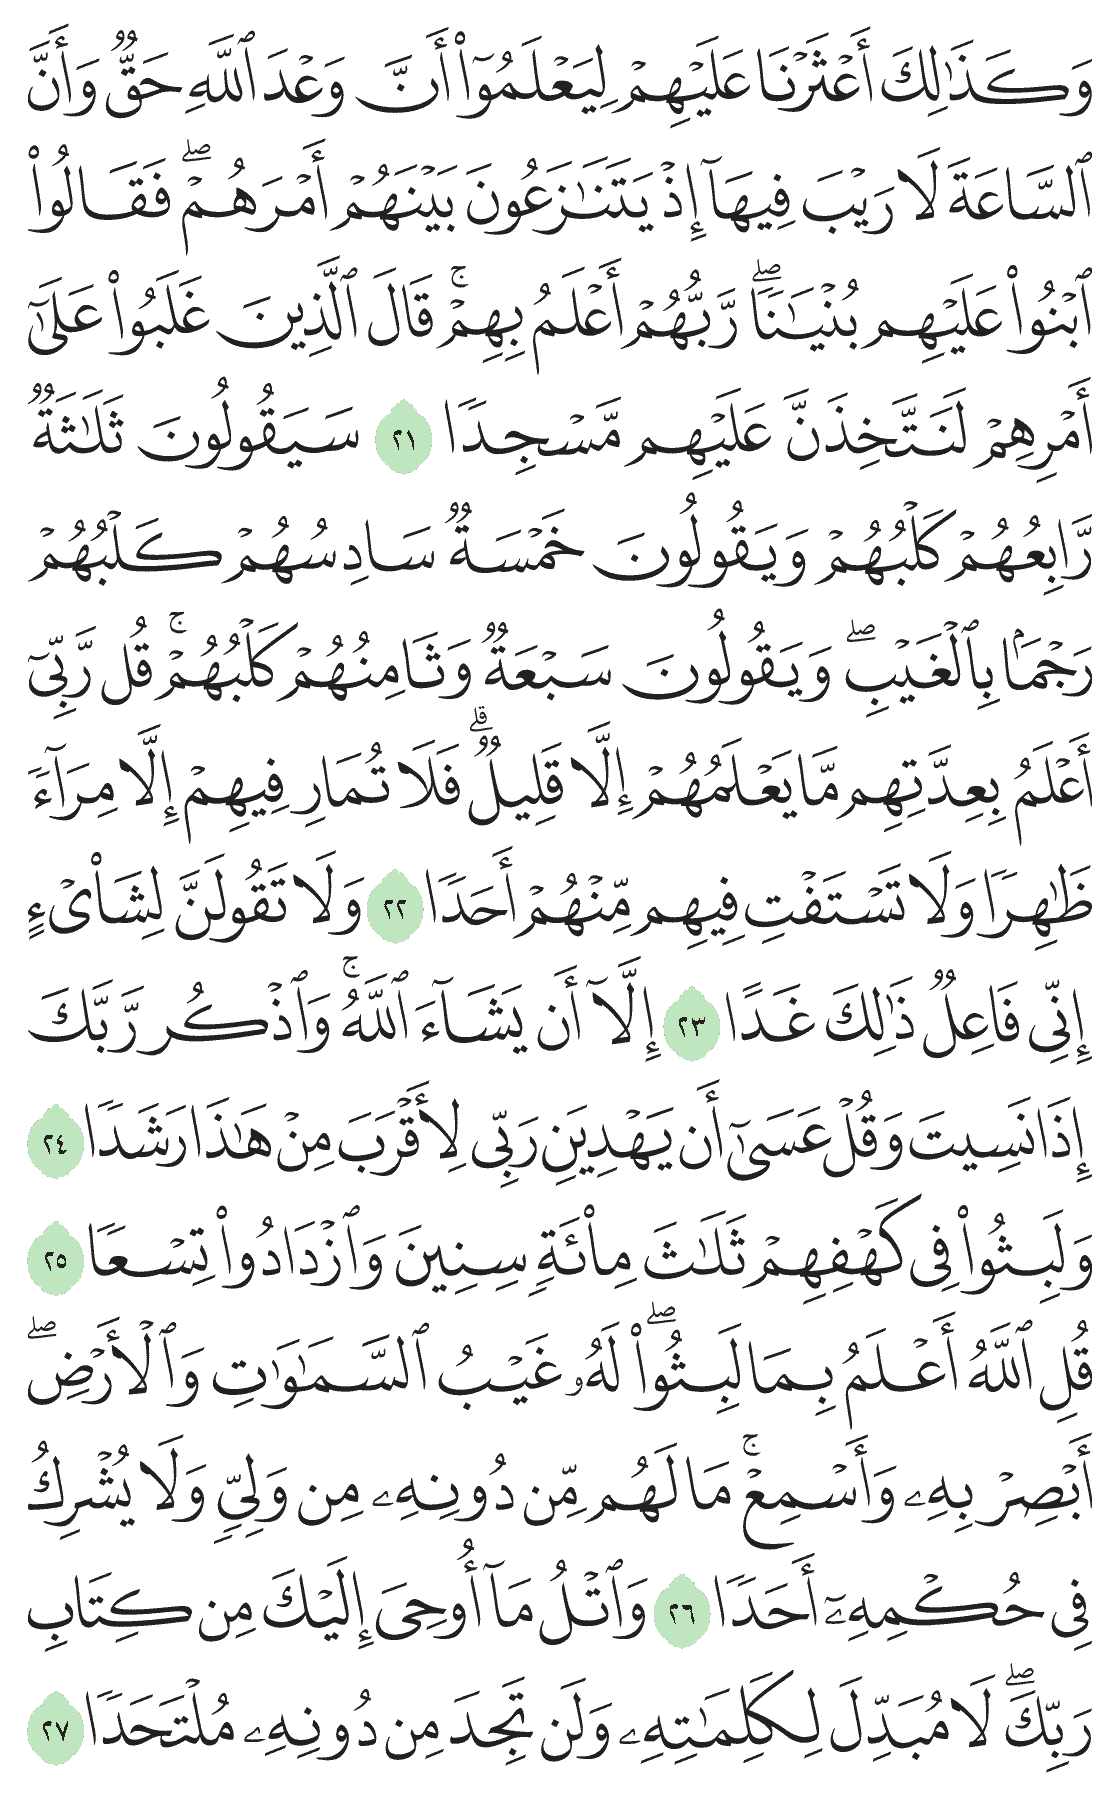 وَكَذَٰلِكَ أَعْثَرْنَا عَلَيْهِمْ لِيَعْلَمُوٓا۟ أَنَّ وَعْدَ ٱللَّهِ حَقٌّ وَأَنَّ
ٱلسَّاعَةَ لَا رَيْبَ فِيهَآ إِذْ يَتَنَٰزَعُونَ بَيْنَهُمْ أَمْرَهُمْ ۖ فَقَالُوا۟
ٱبْنُوا۟ عَلَيْهِم بُنْيَٰنًا ۖ رَّبُّهُمْ أَعْلَمُ بِهِمْ ۚ قَالَ ٱلَّذِينَ غَلَبُوا۟ عَلَىٰٓ
أَمْرِهِمْ لَنَتَّخِذَنَّ عَلَيْهِم مَّسْجِدًا ٢١ سَيَقُولُونَ ثَلَٰثَةٌ
رَّابِعُهُمْ كَلْبُهُمْ وَيَقُولُونَ خَمْسَةٌ سَادِسُهُمْ كَلْبُهُمْ
رَجْمًۢا بِٱلْغَيْبِ ۖ وَيَقُولُونَ سَبْعَةٌ وَثَامِنُهُمْ كَلْبُهُمْ ۚ قُل رَّبِّىٓ
أَعْلَمُ بِعِدَّتِهِم مَّا يَعْلَمُهُمْ إِلَّا قَلِيلٌ ۗ فَلَا تُمَارِ فِيهِمْ إِلَّا مِرَآءً
ظَٰهِرًا وَلَا تَسْتَفْتِ فِيهِم مِّنْهُمْ أَحَدًا ٢٢ وَلَا تَقُولَنَّ لِشَا۟ىْءٍ
إِنِّى فَاعِلٌ ذَٰلِكَ غَدًا ٢٣ إِلَّآ أَن يَشَآءَ ٱللَّهُ ۚ وَٱذْكُر رَّبَّكَ
إِذَا نَسِيتَ وَقُلْ عَسَىٰٓ أَن يَهْدِيَنِ رَبِّى لِأَقْرَبَ مِنْ هَٰذَا رَشَدًا ٢٤
وَلَبِثُوا۟ فِى كَهْفِهِمْ ثَلَٰثَ مِا۟ئَةٍ سِنِينَ وَٱزْدَادُوا۟ تِسْعًا ٢٥
قُلِ ٱللَّهُ أَعْلَمُ بِمَا لَبِثُوا۟ ۖ لَهُۥ غَيْبُ ٱلسَّمَٰوَٰتِ وَٱلْأَرْضِ ۖ
أَبْصِرْ بِهِۦ وَأَسْمِعْ ۚ مَا لَهُم مِّن دُونِهِۦ مِن وَلِىٍّ وَلَا يُشْرِكُ
فِى حُكْمِهِۦٓ أَحَدًا ٢٦ وَٱتْلُ مَآ أُوحِىَ إِلَيْكَ مِن كِتَابِ
رَبِّكَ ۖ لَا مُبَدِّلَ لِكَلِمَٰتِهِۦ وَلَن تَجِدَ مِن دُونِهِۦ مُلْتَحَدًا ٢٧